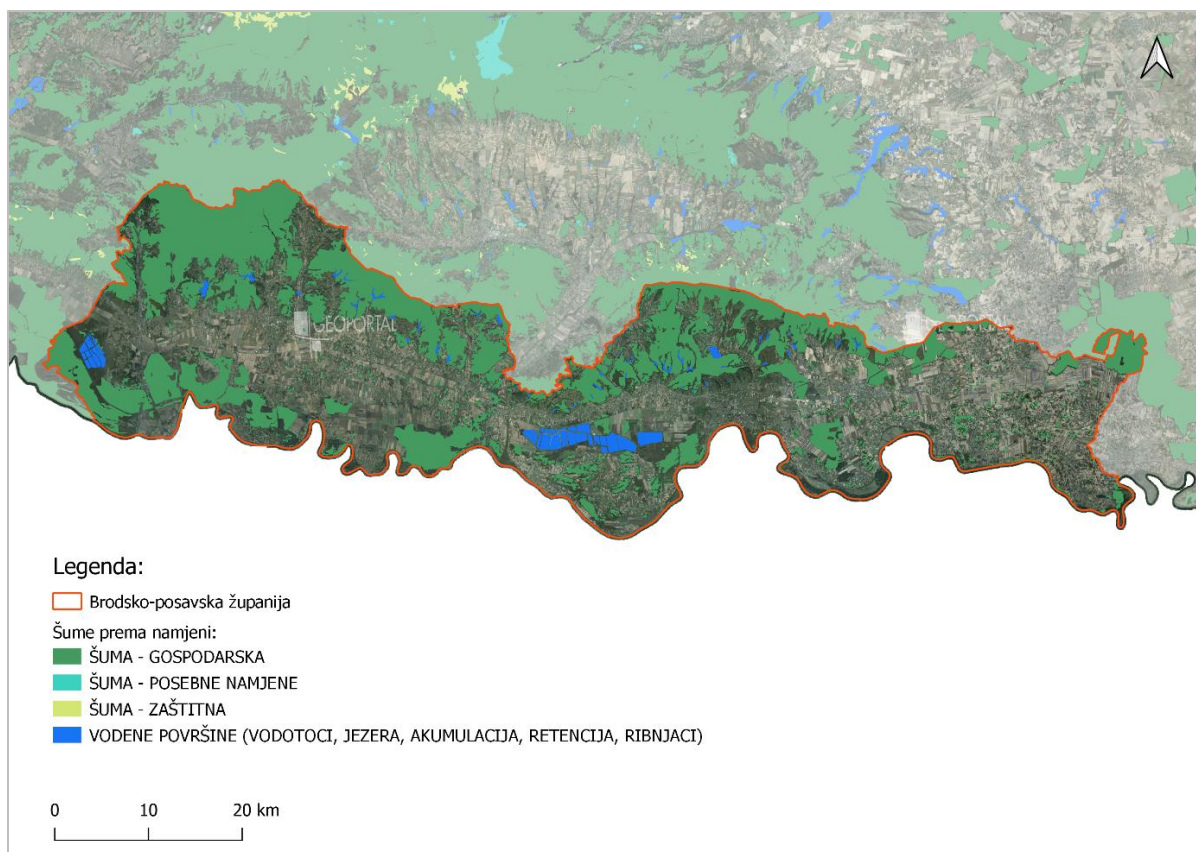 GEOPORTAL
Legenda:
Brodsko-posavska županija
Šume prema namjeni:
ŠUMA - GOSPODARSKA
ŠUMA - POSEBNE NAMJENE
ŠUMA - ZAŠTITNA
VODENE POVRŠINE (VODOTOCI, JEZERA, AKUMULACIJA, RETENCIJA, RIBNJACI)
0 10 20 km